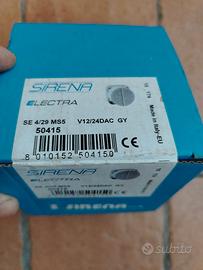 SIRENA
ELECTRA
SE 4/29 MS5 V12/24DAC GY
50415
8 010152 504150
CE
Made in Italy-EU
SIRENA
subito